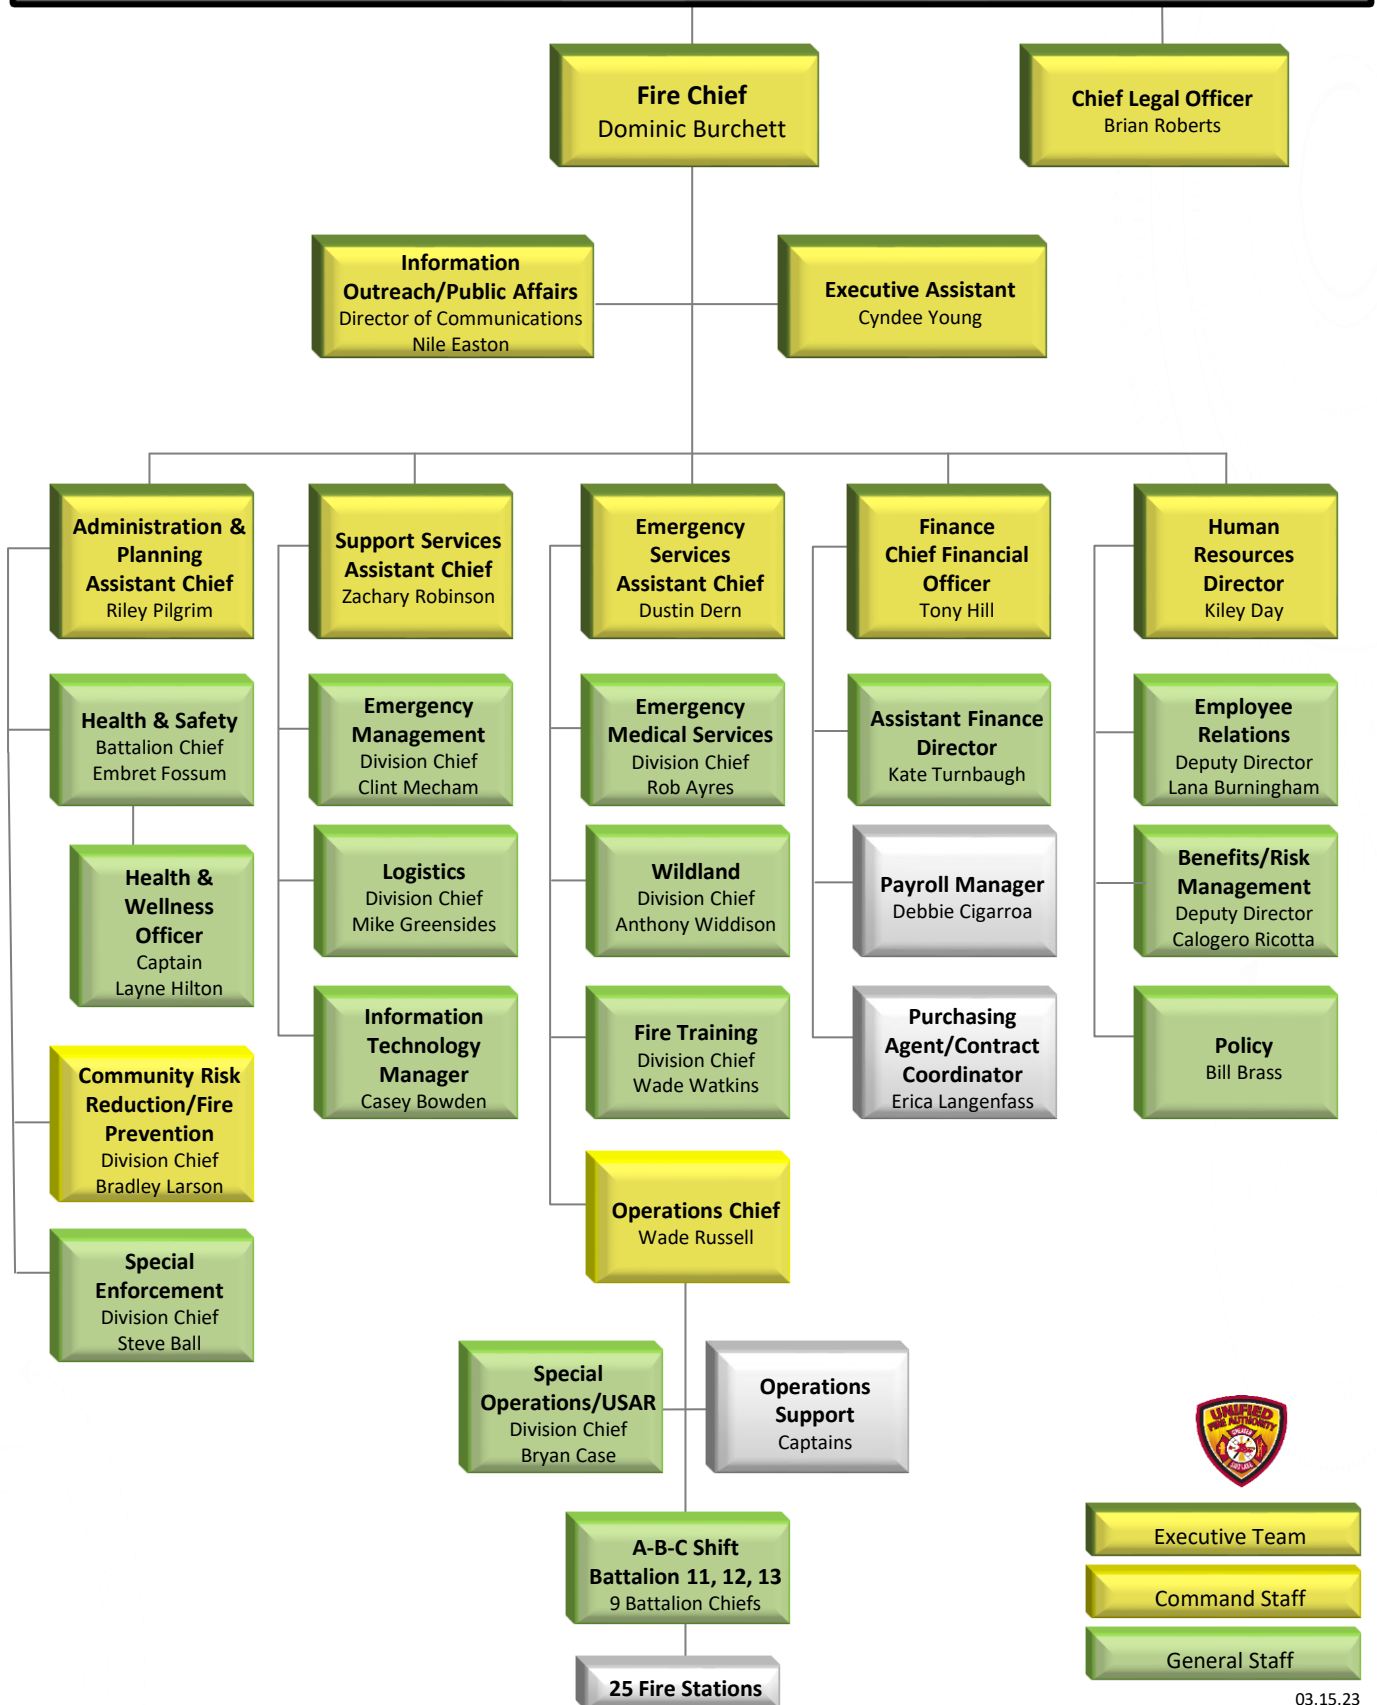 Fire Chief
Dominic Burchett
Chief Legal Officer
Brian Roberts
Information
Outreach/Public Affairs
Director of Communications
Nile Easton
Executive Assistant
Cyndee Young
Administration &
Planning
Assistant Chief
Riley Pilgrim
Support Services
Assistant Chief
Zachary Robinson
Emergency
Services
Assistant Chief
Dustin Dern
Finance
Chief Financial
Officer
Tony Hill
Human
Resources
Director
Kiley Day
Health & Safety
Battalion Chief
Embret Fossum
Emergency
Management
Division Chief
Clint Mecham
Emergency
Medical Services
Division Chief
Rob Ayres
Assistant Finance
Director
Kate Turnbaugh
Employee
Relations
Deputy Director
Lana Burningham
Health &
Wellness
Officer
Captain
Layne Hilton
Logistics
Division Chief
Mike Greensides
Wildland
Division Chief
Anthony Widdison
Payroll Manager
Debbie Cigarroa
Benefits/Risk
Management
Deputy Director
Calogero Ricotta
Community Risk
Reduction/Fire
Prevention
Division Chief
Bradley Larson
Information
Technology
Manager
Casey Bowden
Fire Training
Division Chief
Wade Watkins
Purchasing
Agent/Contract
Coordinator
Erica Langenfass
Policy
Bill Brass
Special
Enforcement
Division Chief
Steve Ball
Operations Chief
Wade Russell
Special
Operations/USAR
Division Chief
Bryan Case
Operations
Support
Captains
A-B-C Shift
Battalion 11, 12, 13
9 Battalion Chiefs
25 Fire Stations
UNIFIED
FIRE AUTHORITY
GREATER
SALT LAKE
Executive Team
Command Staff
General Staff
03.15.23